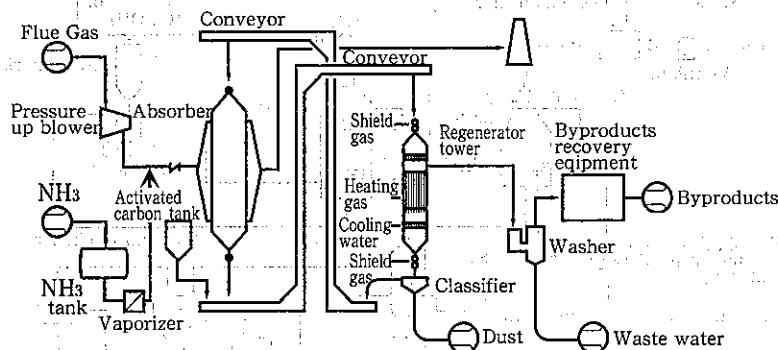 Conveyor
Flue Gas
Conveyor
Pressure
up blower
Absorber
Shield
gas
Regenerator
tower
Byproducts
recovery
eqipment
NH3
Activated
carbon tank
Heating
gas
Byproducts
Cooling
water
Washer
NH3
tank
Shield
gas
Classifier
Vaporizer
Dust
Waste water